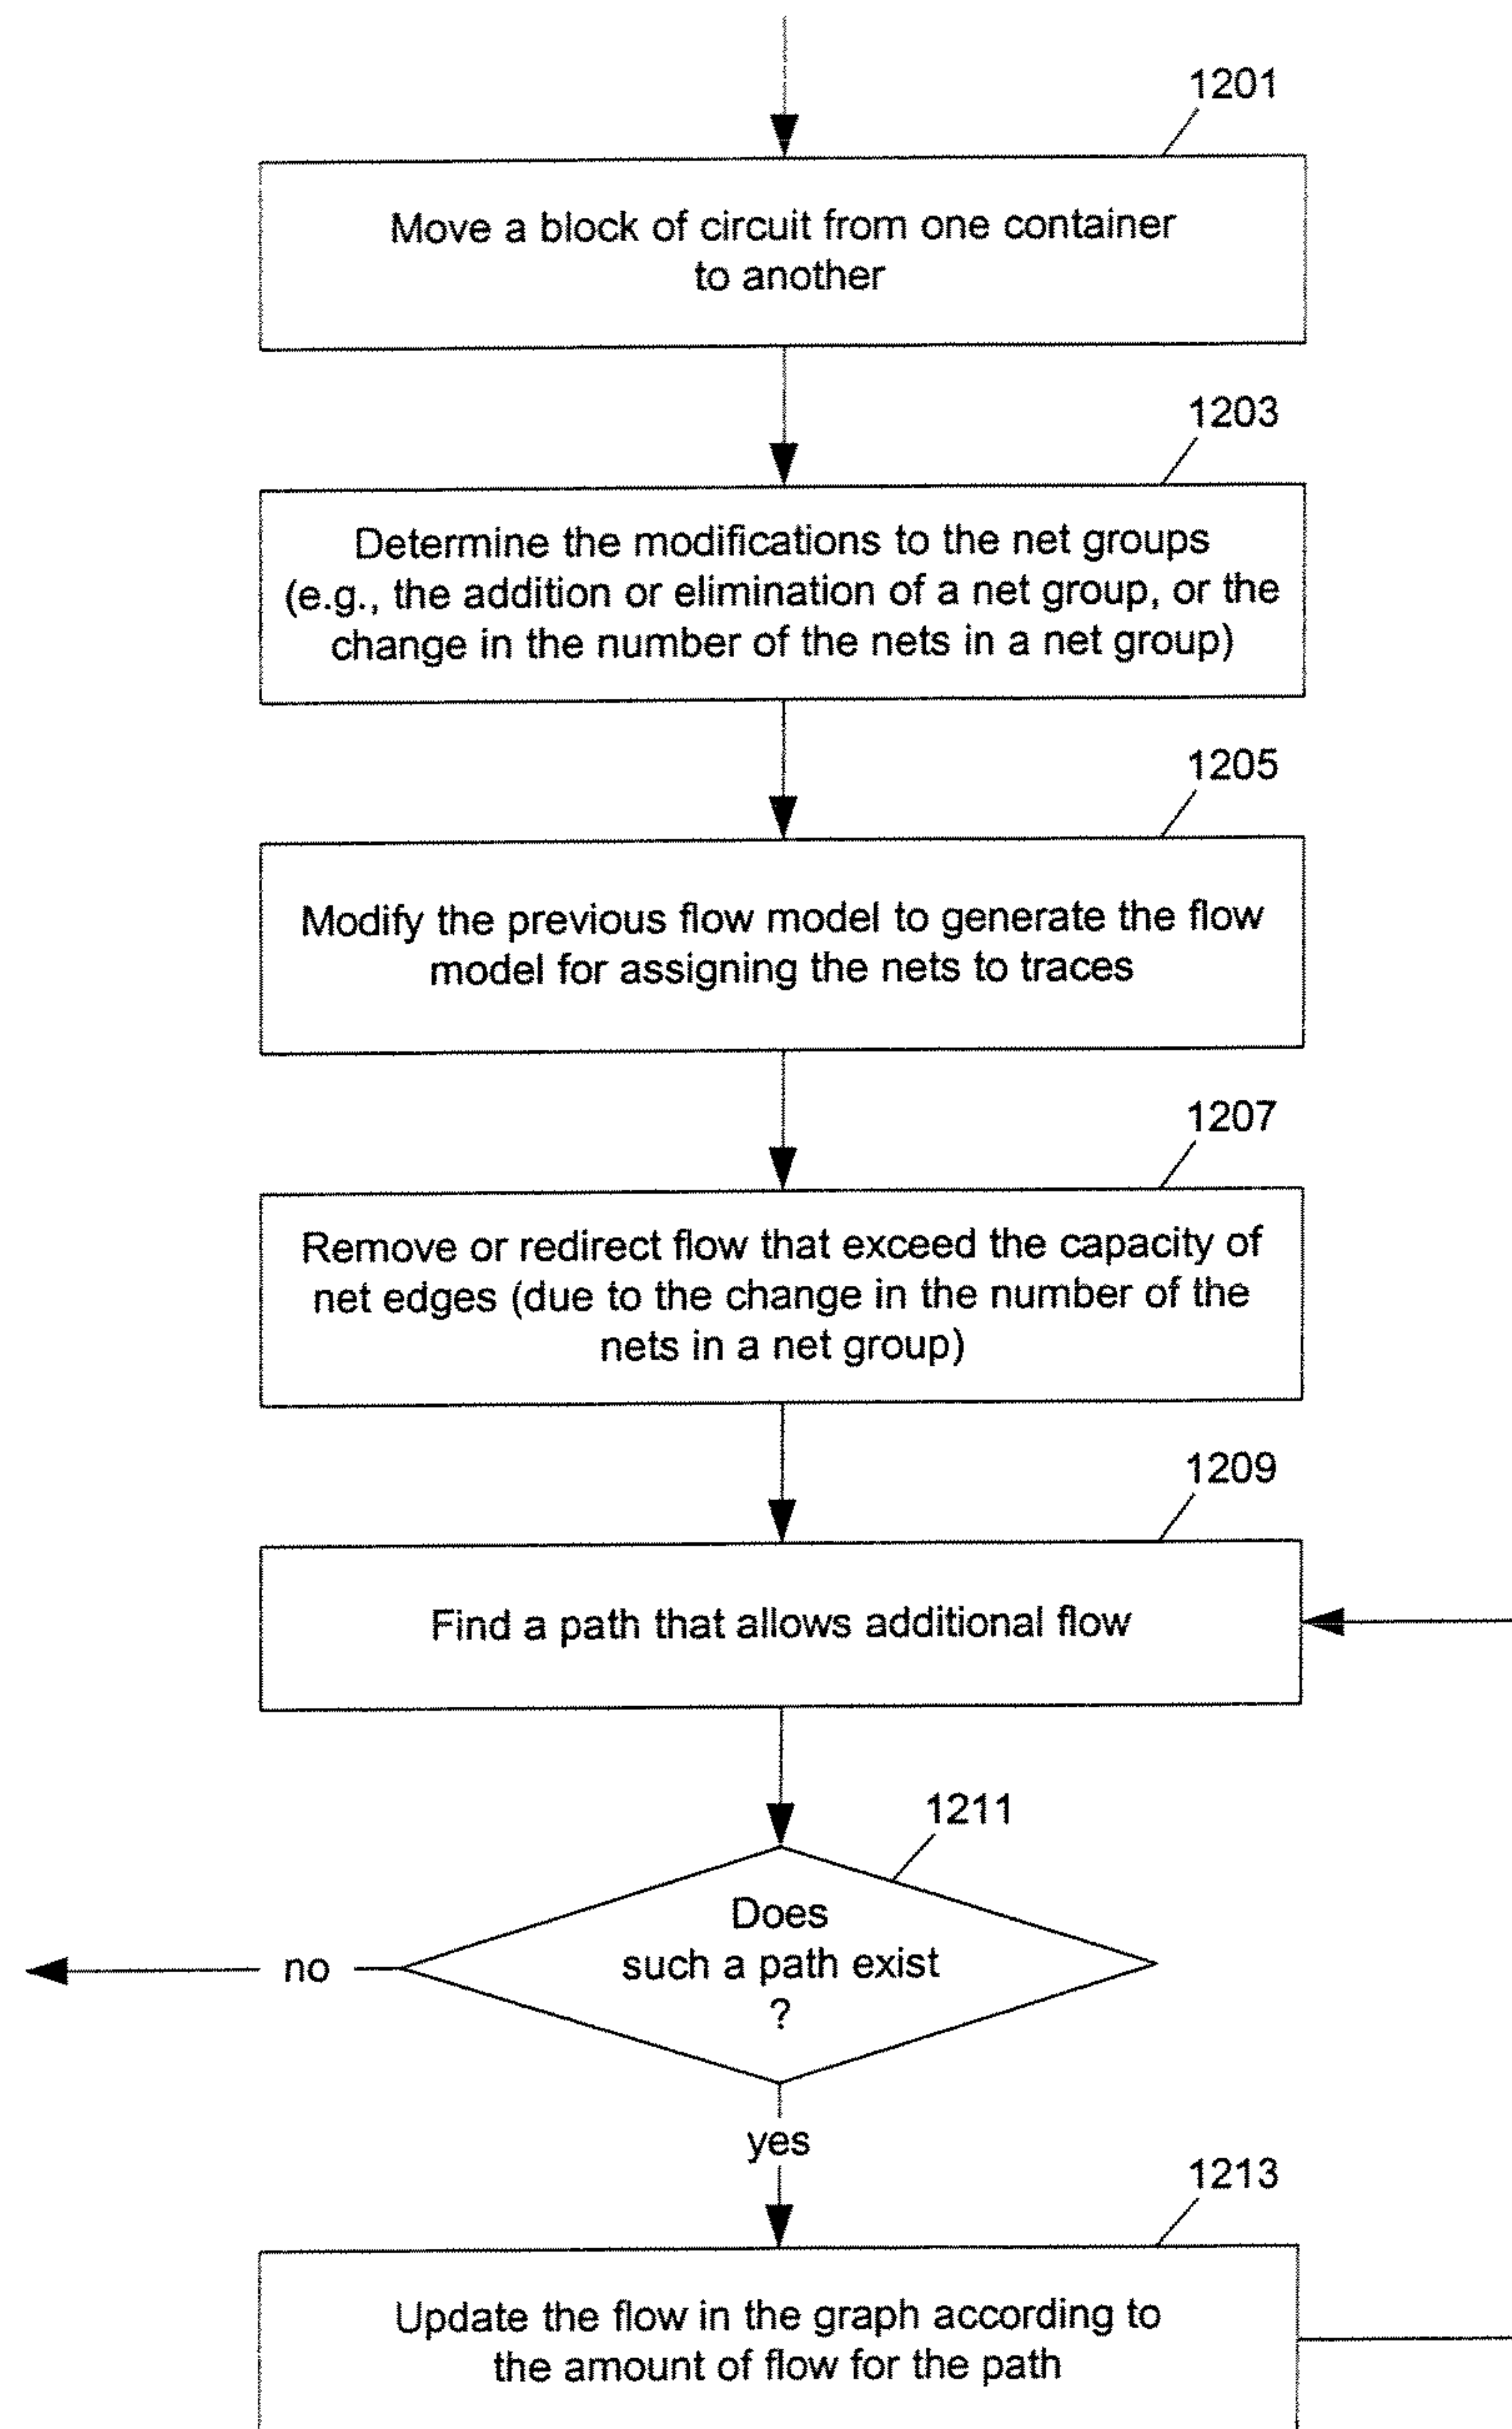 1201
Move a block of circuit from one container
to another
1203
Determine the modifications to the net groups
(e.g., the addition or elimination of a net group, or the
change in the number of the nets in a net group)
1205
Modify the previous flow model to generate the flow
model for assigning the nets to traces
1207
Remove or redirect flow that exceed the capacity of
net edges (due to the change in the number of the
nets in a net group)
1209
Find a path that allows additional flow
1211
Does
such a path exist
?
no
yes
1213
Update the flow in the graph according to
the amount of flow for the path